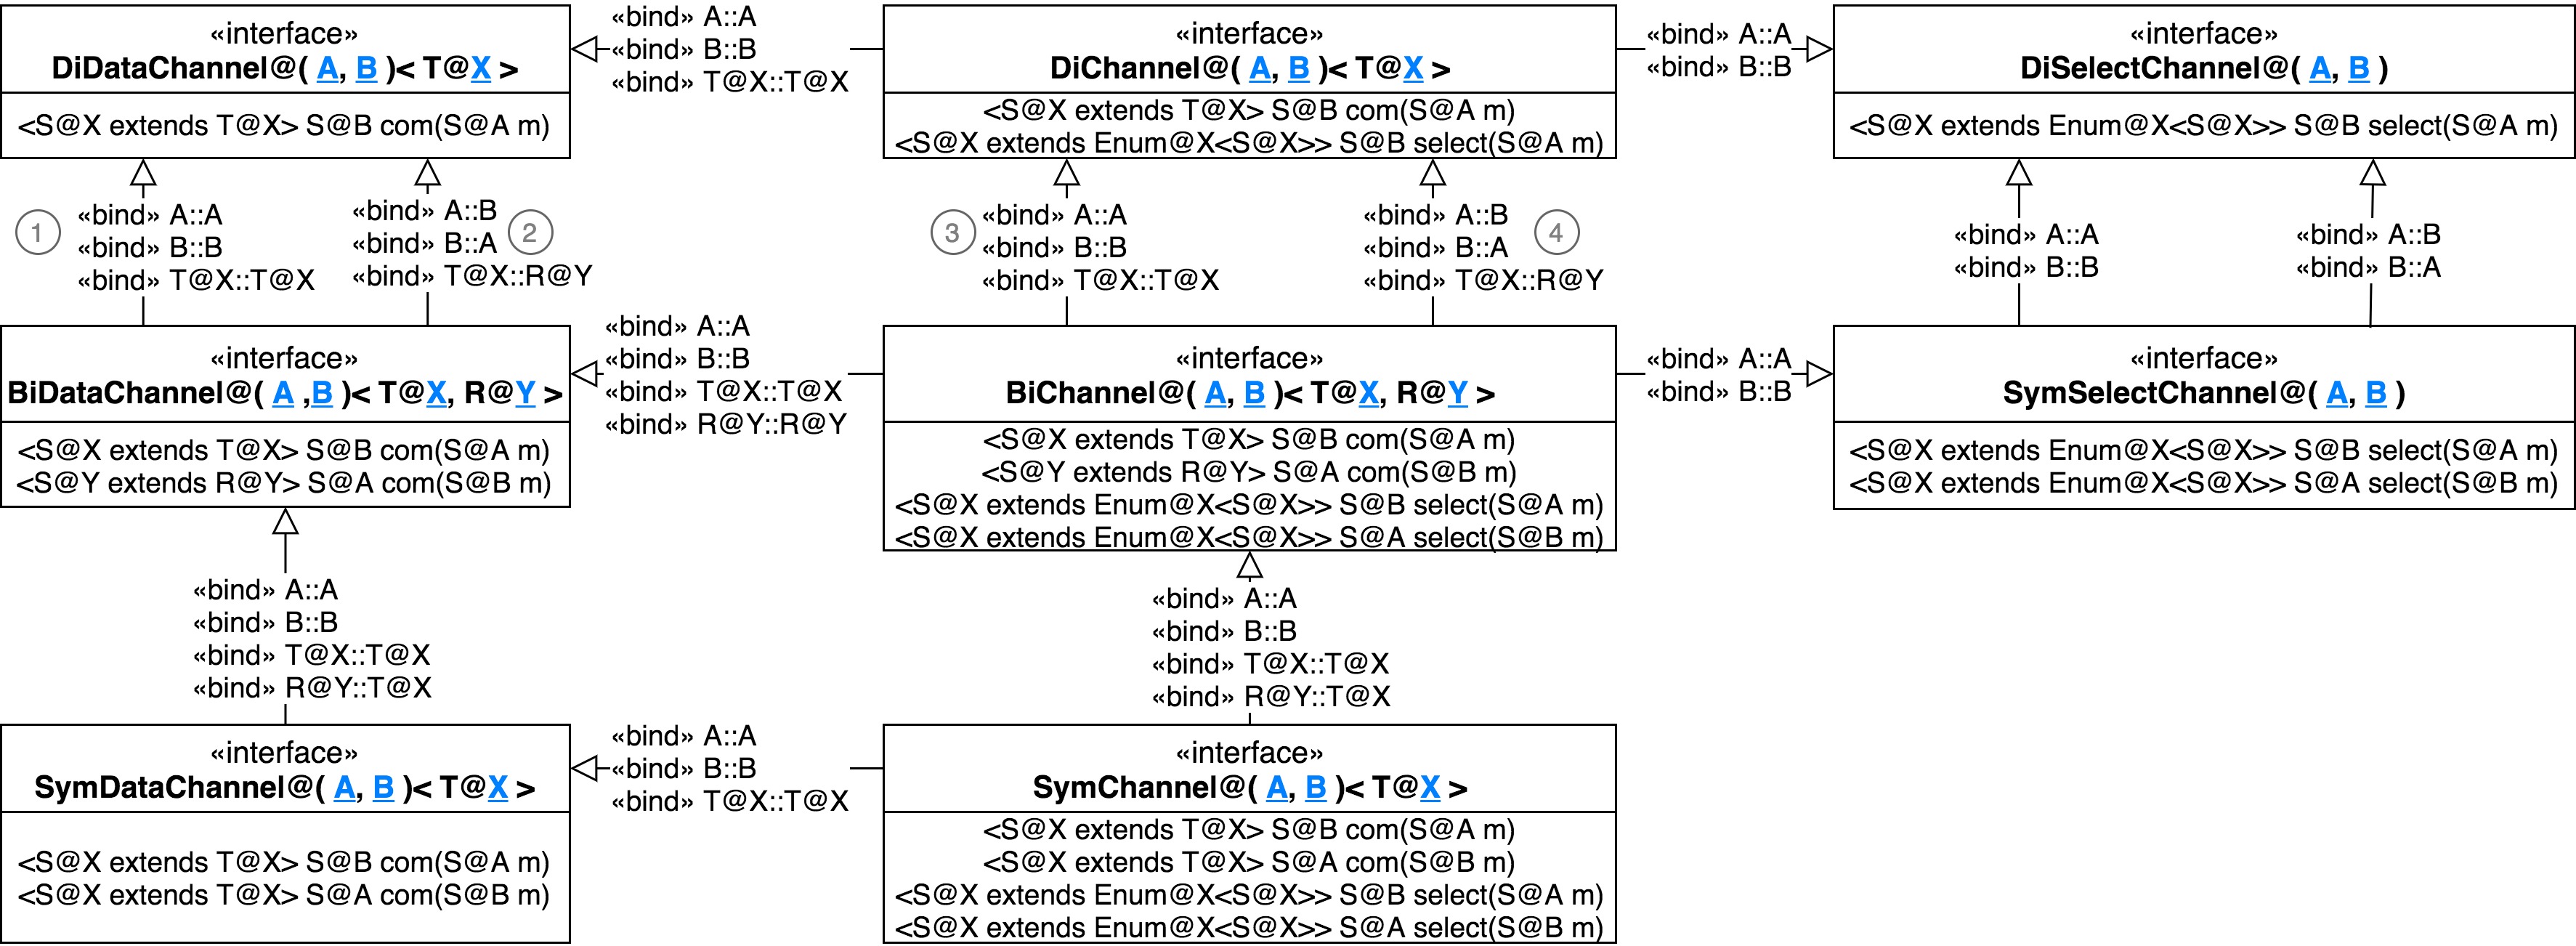 «interface»
DiDataChannel@( A, B )< T@X >
<S@X extends T@X> S@B com(S@A m)
«bind» A::A
«bind» B::B
«bind» T@X::T@X
«interface»
DiChannel@( A, B )< T@X >
<S@X extends T@X> S@B com(S@A m)
<S@X extends Enum@X<S@X>> S@B select(S@A m)
«bind» A::A
«bind» B::B
«interface»
DiSelectChannel@( A, B )
<S@X extends Enum@X<S@X>> S@B select(S@A m)
1
«bind» A::A
«bind» B::B
«bind» T@X::T@X
«bind» A::B
«bind» B::A
«bind» T@X::R@Y
2
3
«bind» A::A
«bind» B::B
«bind» T@X::T@X
«bind» A::B
«bind» B::A
«bind» T@X::R@Y
4
«bind» A::A
«bind» B::B
«bind» A::B
«bind» B::A
«interface»
BiDataChannel@( A ,B )< T@X, R@Y >
<S@X extends T@X> S@B com(S@A m)
<S@Y extends R@Y> S@A com(S@B m)
«bind» A::A
«bind» B::B
«bind» T@X::T@X
«bind» R@Y::R@Y
«interface»
BiChannel@( A, B )< T@X, R@Y >
<S@X extends T@X> S@B com(S@A m)
<S@Y extends R@Y> S@A com(S@B m)
<S@X extends Enum@X<S@X>> S@B select(S@A m)
<S@X extends Enum@X<S@X>> S@A select(S@B m)
«bind» A::A
«bind» B::B
«interface»
SymSelectChannel@( A, B )
<S@X extends Enum@X<S@X>> S@B select(S@A m)
<S@X extends Enum@X<S@X>> S@A select(S@B m)
«bind» A::A
«bind» B::B
«bind» T@X::T@X
«bind» R@Y::T@X
«bind» A::A
«bind» B::B
«bind» T@X::T@X
«bind» R@Y::T@X
«interface»
SymDataChannel@( A, B )< T@X >
<S@X extends T@X> S@B com(S@A m)
<S@X extends T@X> S@A com(S@B m)
«bind» A::A
«bind» B::B
«bind» T@X::T@X
«interface»
SymChannel@( A, B )< T@X >
<S@X extends T@X> S@B com(S@A m)
<S@X extends T@X> S@A com(S@B m)
<S@X extends Enum@X<S@X>> S@B select(S@A m)
<S@X extends Enum@X<S@X>> S@A select(S@B m)